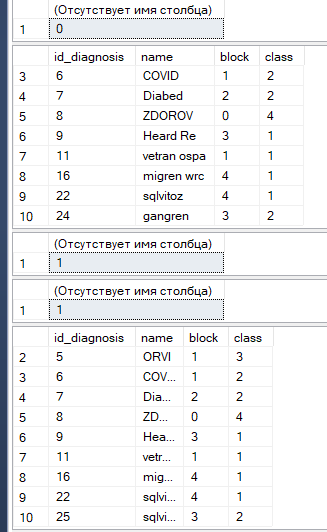 (Отсутствует имя столбца)
1 0
id_diagnosis name block class
3 6 COVID 1 2
4 7 Diabed 2 2
5 8 ZDOROV 0 4
6 9 Heard Re 3 1
7 11 vetran ospa 1 1
8 16 migren wrc 4 1
9 22 sqlvitoz 4 1
10 24 gangren 3 2
(Отсутствует имя столбца)
1 1
(Отсутствует имя столбца)
1 1
id_diagnosis name block class
2 5 ORVI 1 3
3 6 COV... 1 2
4 7 Dia... 2 2
5 8 ZD... 0 4
6 9 Hea... 3 1
7 11 vetr... 1 1
8 16 mig... 4 1
9 22 sqlvi... 4 1
10 25 sqlvi... 3 2